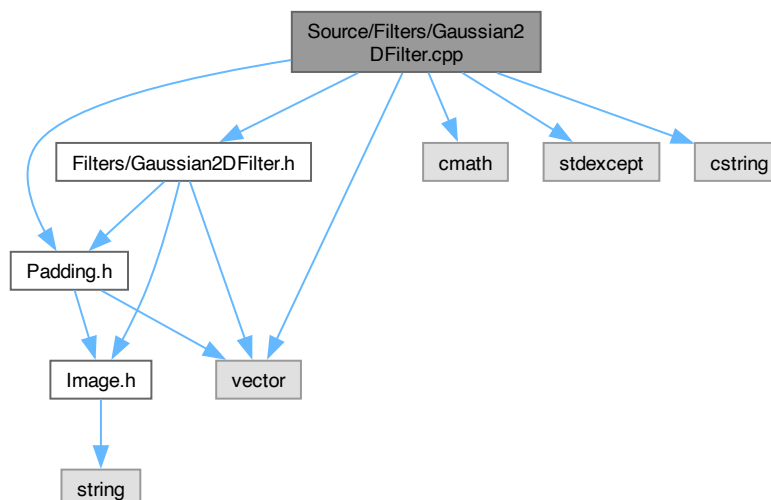 Source/Filters/Gaussian2
DFilter.cpp
Filters/Gaussian2DFilter.h
cmath
stdexcept
cstring
Padding.h
Image.h
vector
string